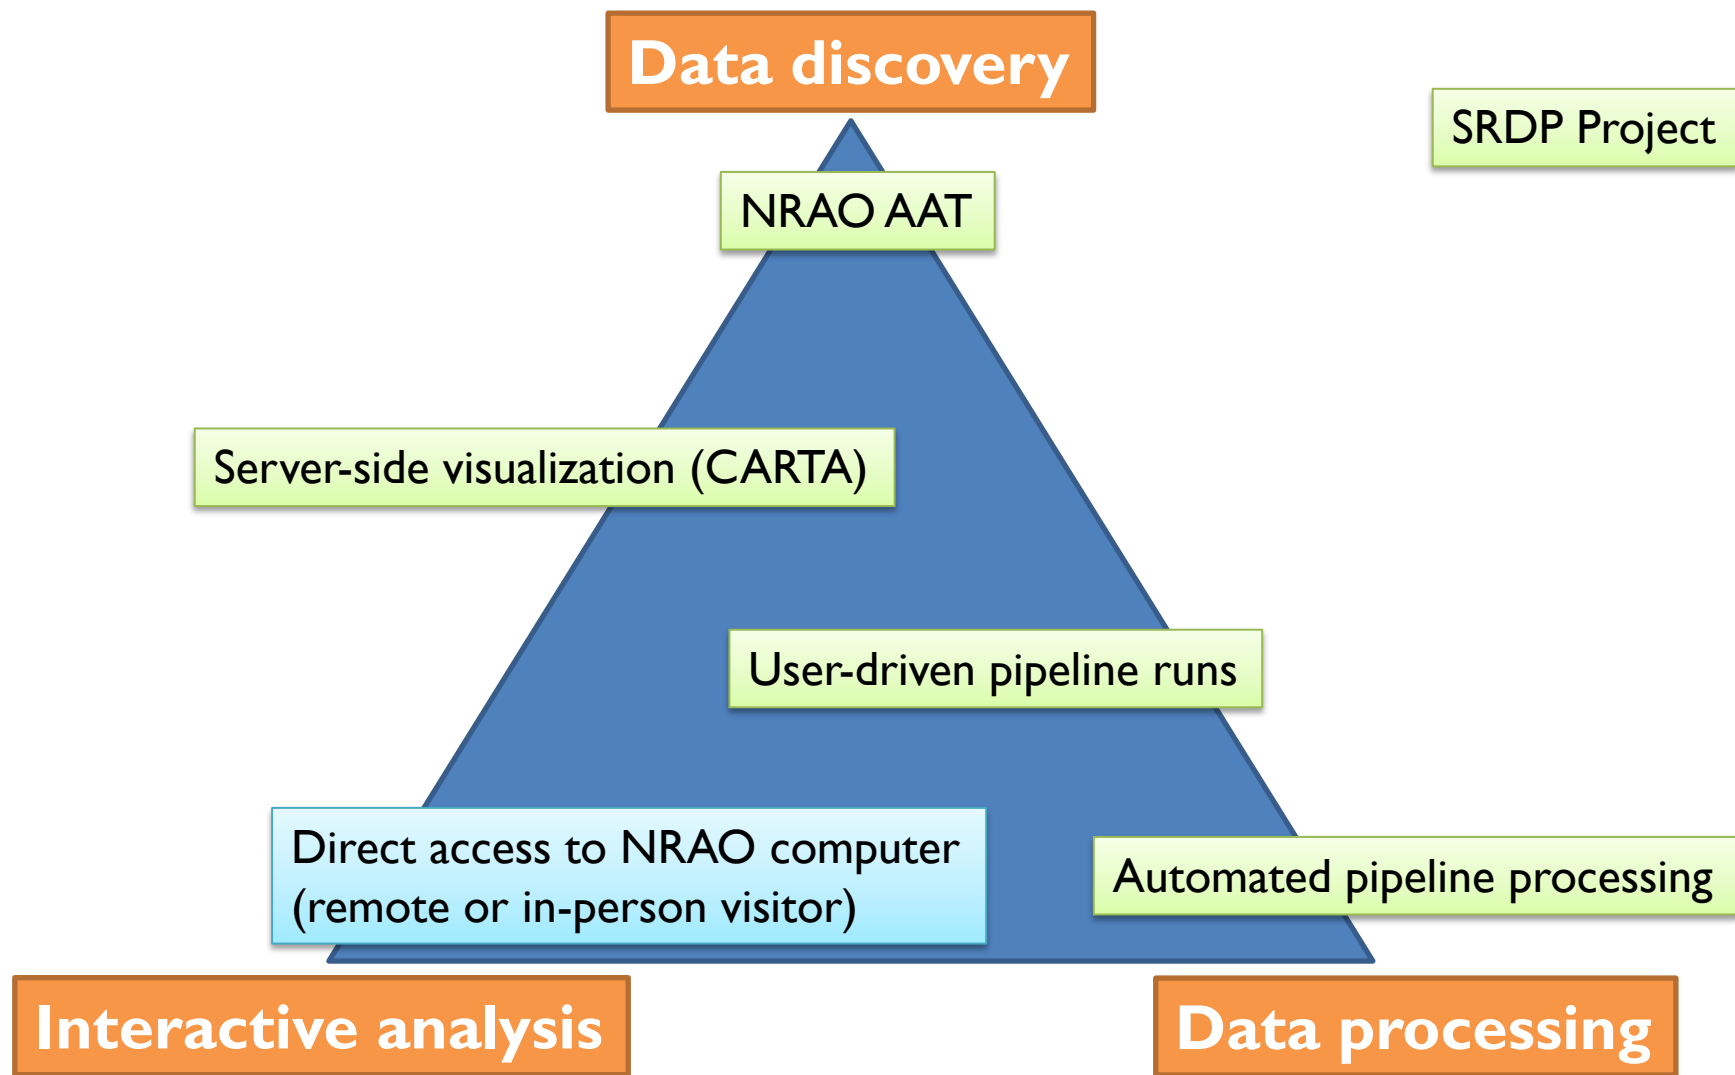 Data discovery
SRDP Project
NRAO AAT
Server-side visualization (CARTA)
User-driven pipeline runs
Direct access to NRAO computer
(remote or in-person visitor)
Automated pipeline processing
Interactive analysis
Data processing